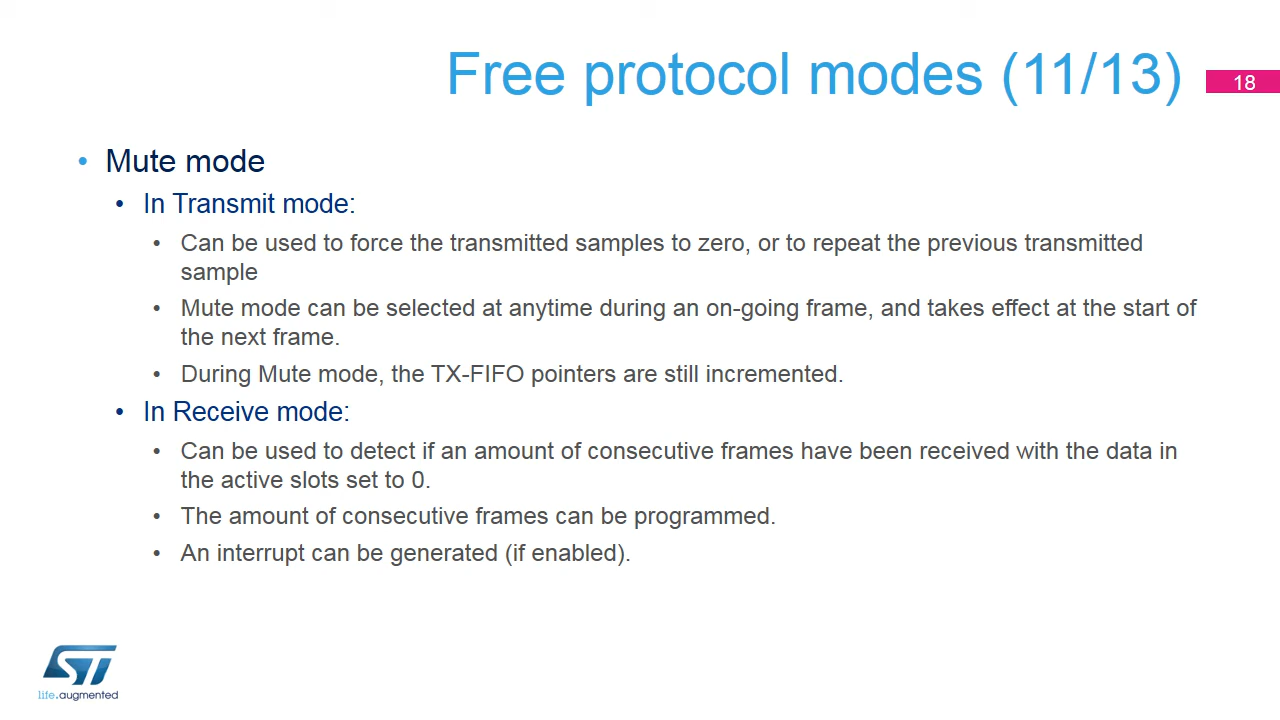 Free protocol modes (11/13)
18
• Mute mode
• In Transmit mode:
• Can be used to force the transmitted samples to zero, or to repeat the previous transmitted
sample
• Mute mode can be selected at anytime during an on-going frame, and takes effect at the start of
the next frame.
• During Mute mode, the TX-FIFO pointers are still incremented.
• In Receive mode:
• Can be used to detect if an amount of consecutive frames have been received with the data in
the active slots set to 0.
• The amount of consecutive frames can be programmed.
• An interrupt can be generated (if enabled).
ST
life.augmented